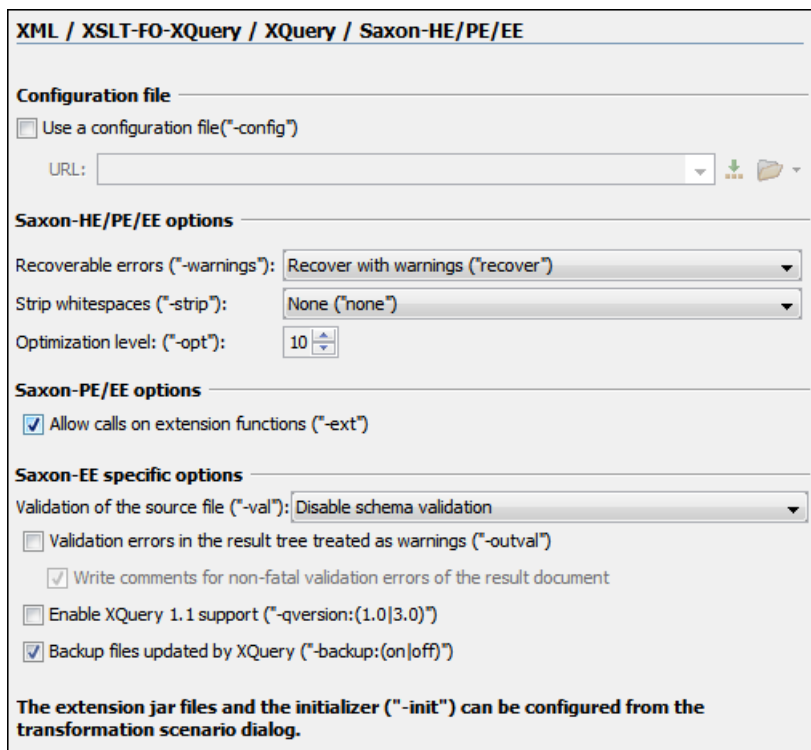 XML / XSLT-FO-XQuery / XQuery / Saxon-HE/PE/EE
Configuration file
Use a configuration file("-config")
URL:
Saxon-HE/PE/EE options
Recoverable errors ("-warnings"): Recover with warnings ("recover")
Strip whitespaces ("-strip"): None ("none")
Optimization level: ("-opt"): 10
Saxon-PE/EE options
Allow calls on extension functions ("-ext")
Saxon-EE specific options
Validation of the source file ("-val"): Disable schema validation
Validation errors in the result tree treated as warnings ("-outval")
Write comments for non-fatal validation errors of the result document
Enable XQuery 1.1 support ("-qversion:(1.0|3.0)")
Backup files updated by XQuery ("-backup:(on|off)")
The extension jar files and the initializer ("-init") can be configured from the
transformation scenario dialog.